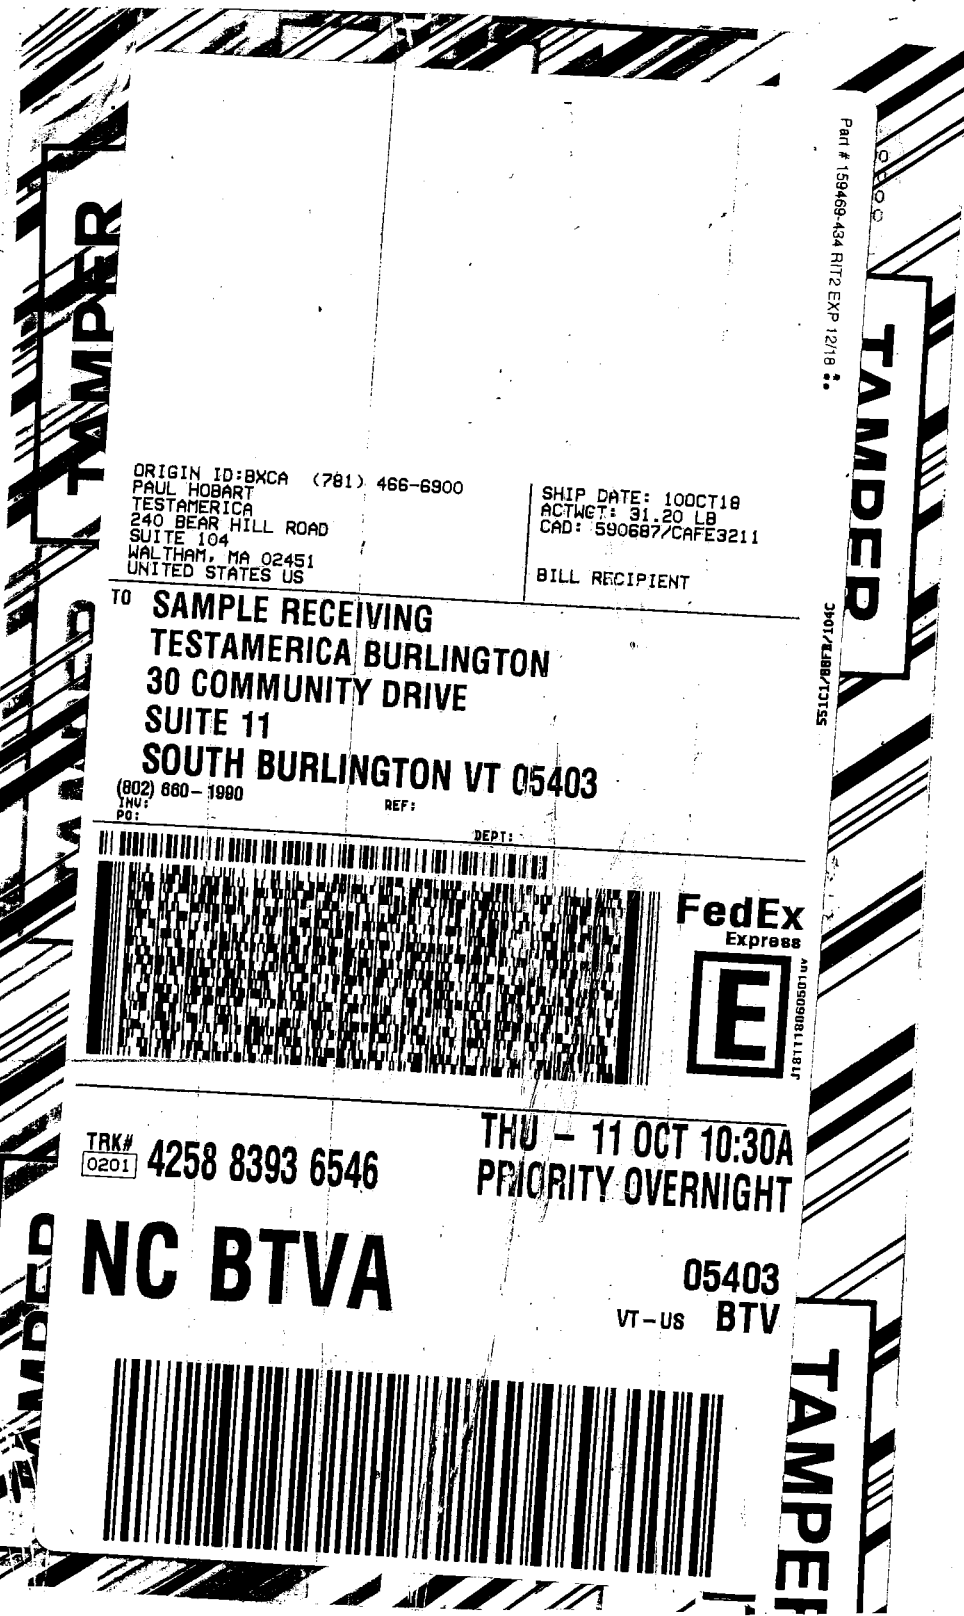 TAMPER
Part # 159469-434 RIT2 EXP 12/18
TAMPER
ORIGIN ID:BXCA (781) 466-6900
PAUL HOBART
TESTAMERICA
240 BEAR HILL ROAD
SUITE 104
WALTHAM, MA 02451
UNITED STATES US
SHIP DATE: 10OCT18
ACTWGT: 31.20 LB
CAD: 590687/CAFE3211
BILL RECIPIENT
TO SAMPLE RECEIVING
TESTAMERICA BURLINGTON
30 COMMUNITY DRIVE
SUITE 11
SOUTH BURLINGTON VT 05403
(802) 660-1990
INV:
REF:
PO:
DEPT:
FedEx
Express
E
TRK#
0201
4258 8393 6546
THU - 11 OCT 10:30A
PRIORITY OVERNIGHT
NC BTVA
05403
VT-US BTV
TAMPER